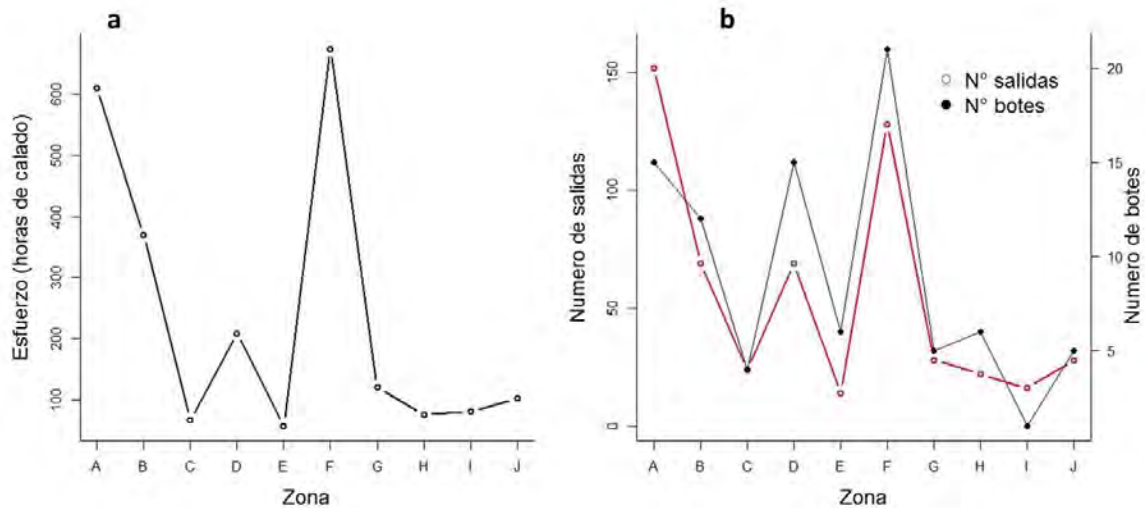 a
Esfuerzo (horas de calado)
600
500
400
300
200
100
A B C D E F G H I J
Zona
b
Numero de salidas
150
100
50
0
N° salidas
N° botes
20
15
10
5
Numero de botes
A B C D E F G H I J
Zona